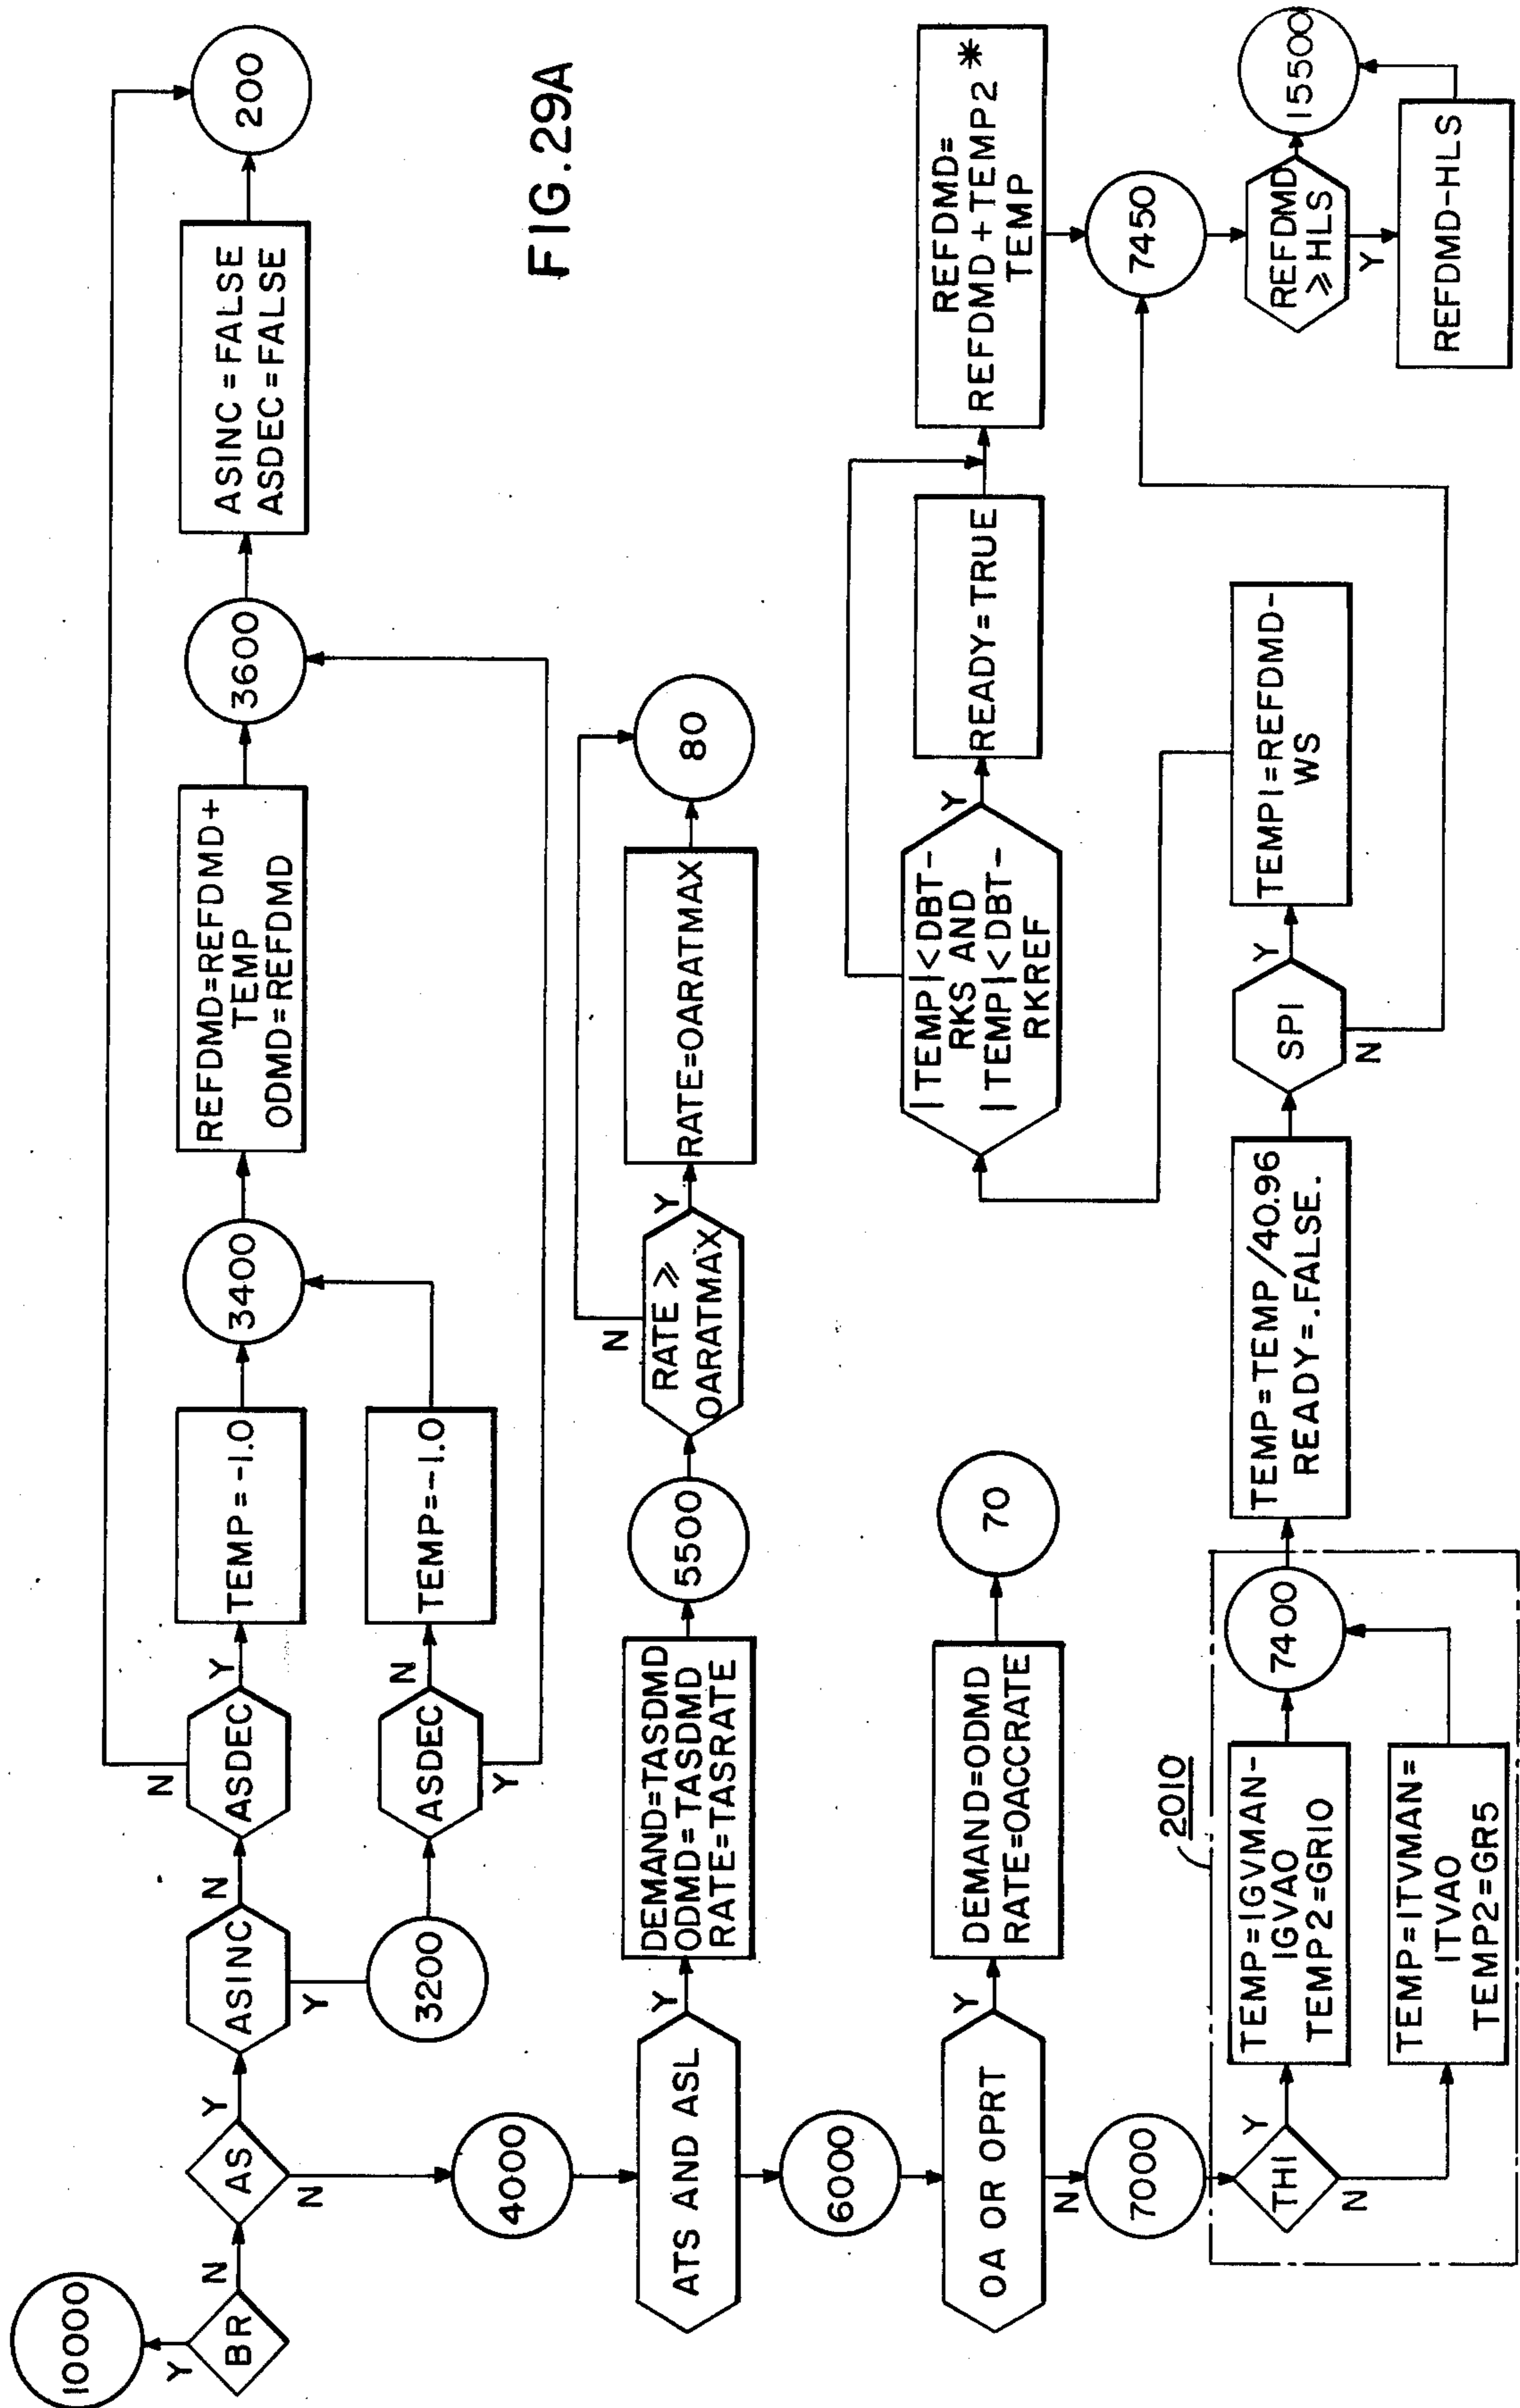 FIG.29A
10000
Y
BR
N
AS
Y
N
ASINC
N
Y
ASDEC
N
Y
TEMP=-1.0
3400
REFDMD=REFDMD+
TEMP
ODMD=REFDMD
3600
ASINC=FALSE
ASDEC=FALSE
200
3200
ASDEC
N
Y
TEMP=-1.0
4000
ATS AND ASL
Y
DEMAND=TASDMD
ODMD=TASDMD
RATE=TASRATE
5500
RATE ≥
OARATMAX
N
Y
RATE=OARATMAX
80
6000
OA OR OPRT
Y
N
DEMAND=ODMD
RATE=OACCRATE
70
7000
2010
THI
Y
N
TEMP=IGVMAN-
IGVAO
TEMP2=GR10
TEMP=ITVMAN=
ITVAO
TEMP2=GR5
7400
TEMP=TEMP/40.96
READY=.FALSE.
SPI
Y
N
TEMPI=REFDMD-
WS
|TEMP|<DBT-
RKS AND
|TEMP|<DBT-
RKREF
Y
READY=TRUE
REFDMD=
REFDMD+TEMP2*
TEMP
7450
REFDMD
≥HLS
Y
REFDMD-HLS
15500